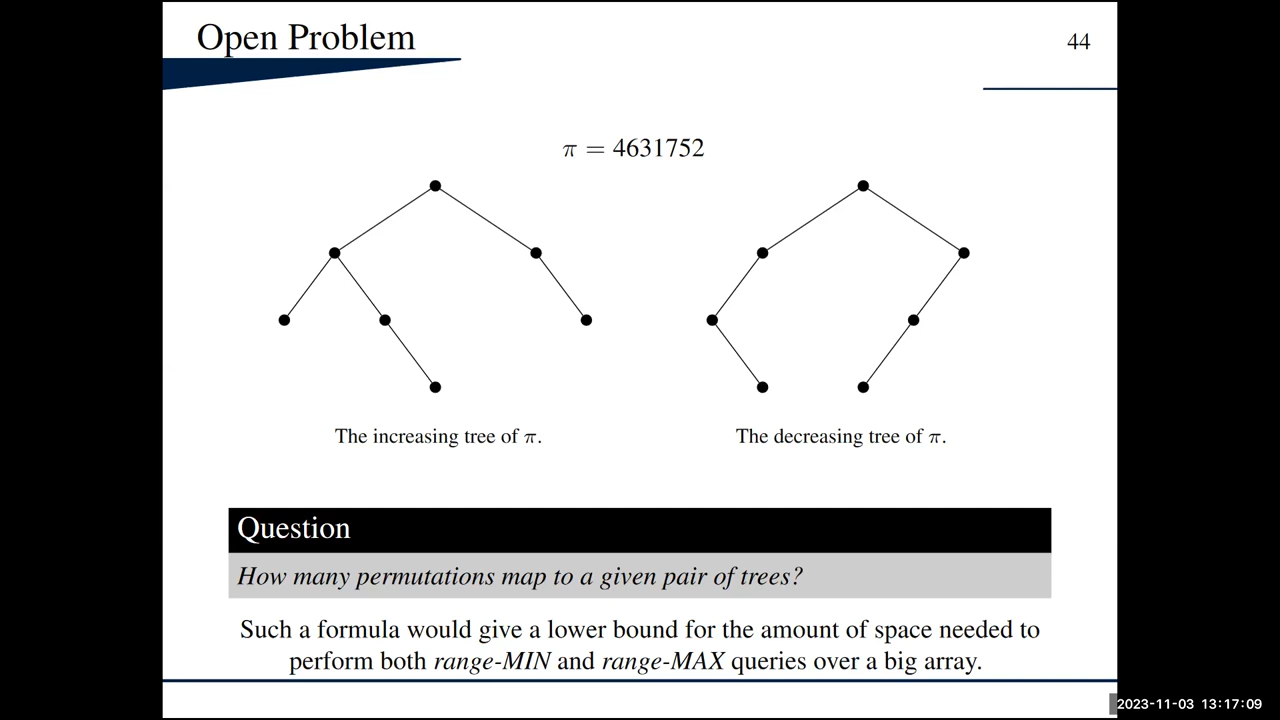 Open Problem
44
π = 4631752
The increasing tree of π.
The decreasing tree of π.
Question
How many permutations map to a given pair of trees?
Such a formula would give a lower bound for the amount of space needed to
perform both range-MIN and range-MAX queries over a big array.
2023-11-03 13:17:09